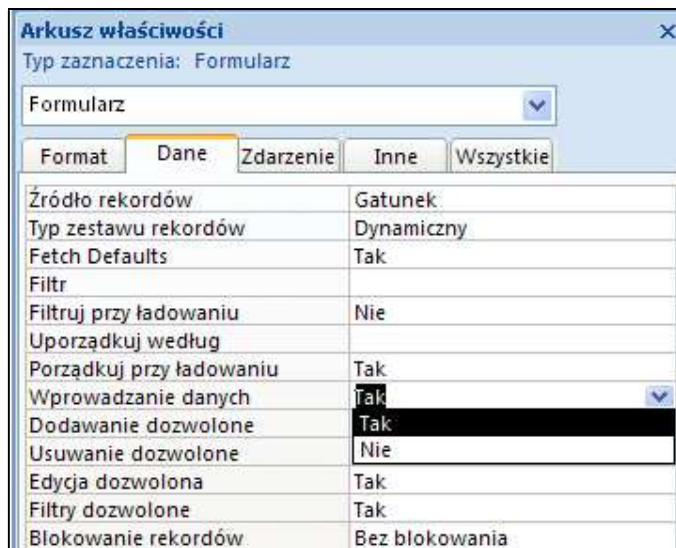 Arkusz właściwości
Typ zaznaczenia: Formularz
Formularz
Format Dane Zdarzenie Inne Wszystkie
Źródło rekordów Gatunek
Typ zestawu rekordów Dynamiczny
Fetch Defaults Tak
Filtr
Filtruj przy ładowaniu Nie
Uporządkuj według
Porządkuj przy ładowaniu Tak
Wprowadzanie danych Tak
Dodawanie dozwolone Tak
Usuwanie dozwolone Nie
Edycja dozwolona Tak
Filtry dozwolone Tak
Blokowanie rekordów Bez blokowania